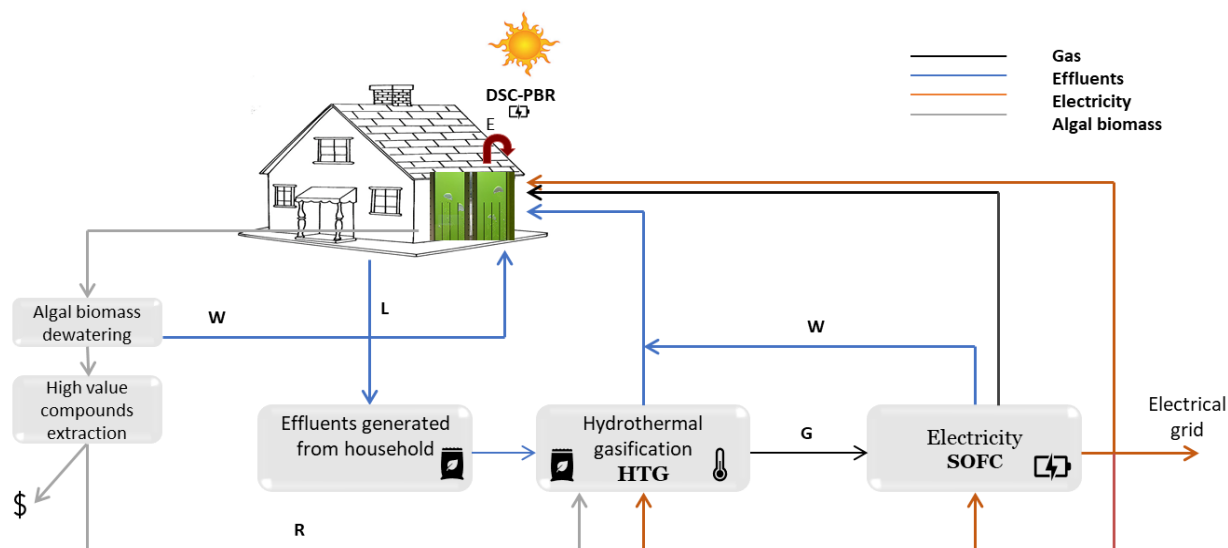 DSC-PBR
E
Gas
Effluents
Electricity
Algal biomass
Algal biomass
dewatering
W
L
W
High value
compounds
extraction
Effluents generated
from household
Hydrothermal
gasification
HTG
G
Electricity
SOFC
Electrical
grid
$
R